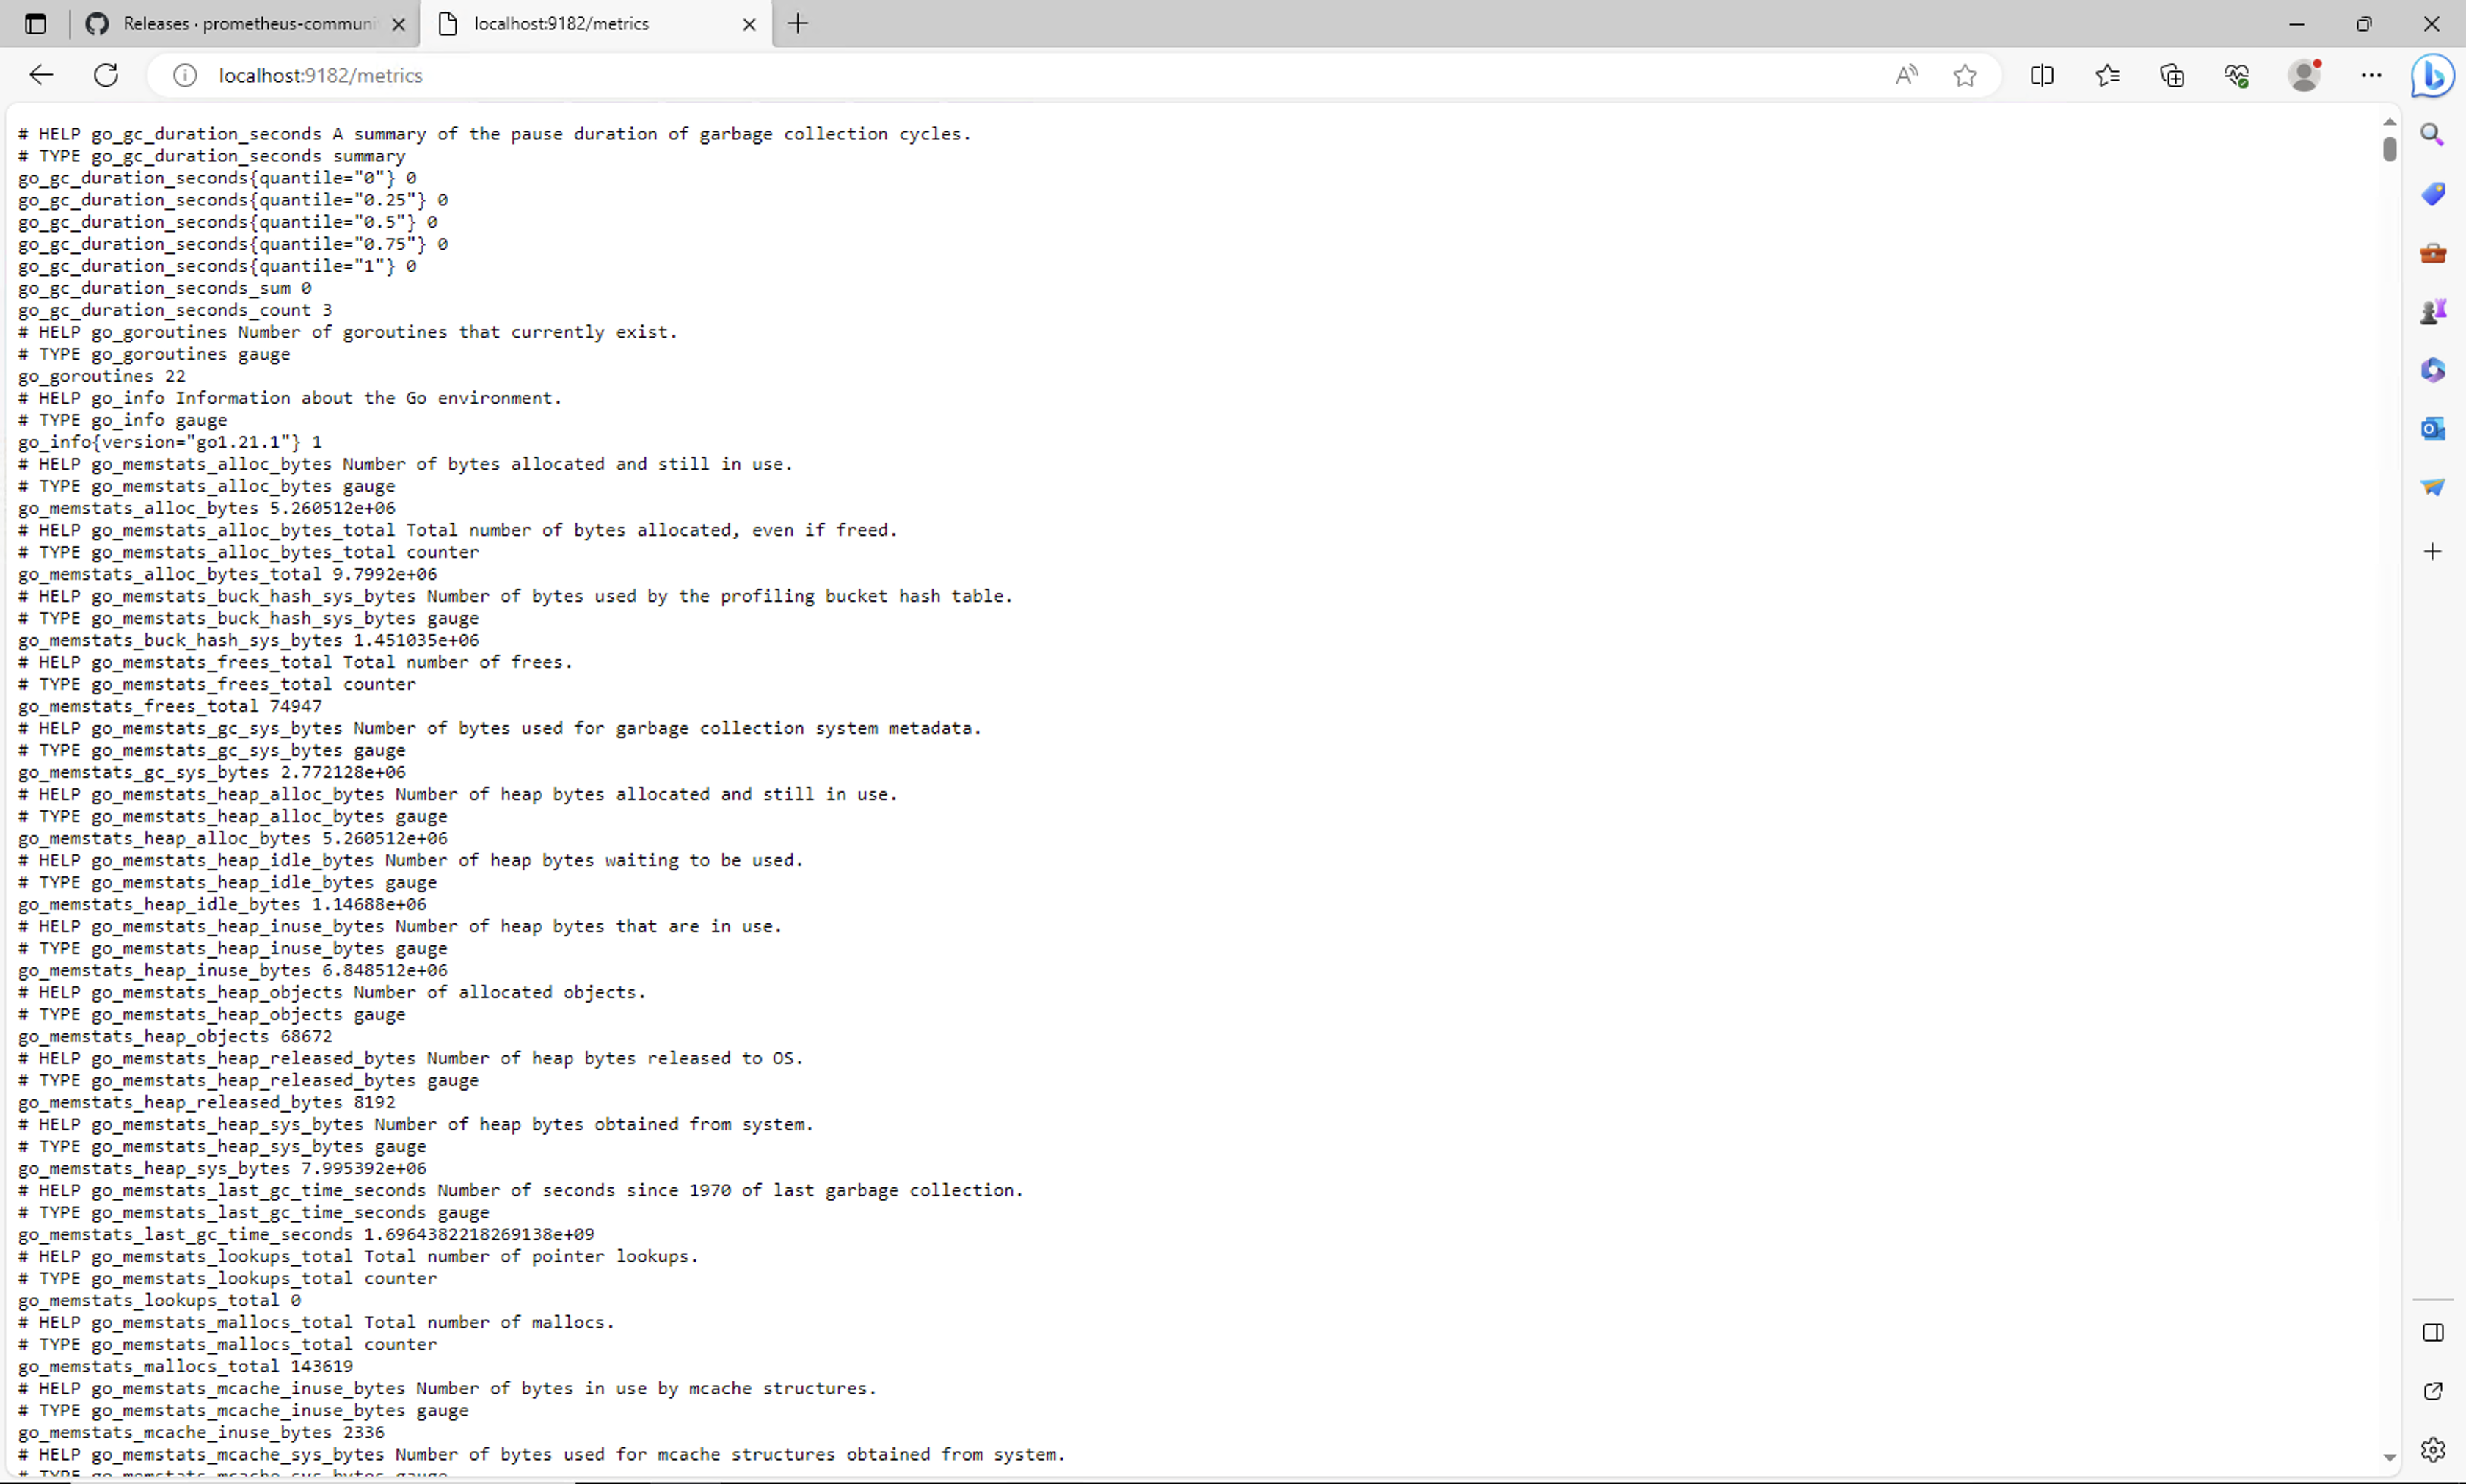 Releases · prometheus-communi
localhost:9182/metrics
localhost:9182/metrics
# HELP go_gc_duration_seconds A summary of the pause duration of garbage collection cycles.
# TYPE go_gc_duration_seconds summary
go_gc_duration_seconds{quantile="0"} 0
go_gc_duration_seconds{quantile="0.25"} 0
go_gc_duration_seconds{quantile="0.5"} 0
go_gc_duration_seconds{quantile="0.75"} 0
go_gc_duration_seconds{quantile="1"} 0
go_gc_duration_seconds_sum 0
go_gc_duration_seconds_count 3
# HELP go_goroutines Number of goroutines that currently exist.
# TYPE go_goroutines gauge
go_goroutines 22
# HELP go_info Information about the Go environment.
# TYPE go_info gauge
go_info{version="go1.21.1"} 1
# HELP go_memstats_alloc_bytes Number of bytes allocated and still in use.
# TYPE go_memstats_alloc_bytes gauge
go_memstats_alloc_bytes 5.260512e+06
# HELP go_memstats_alloc_bytes_total Total number of bytes allocated, even if freed.
# TYPE go_memstats_alloc_bytes_total counter
go_memstats_alloc_bytes_total 9.7992e+06
# HELP go_memstats_buck_hash_sys_bytes Number of bytes used by the profiling bucket hash table.
# TYPE go_memstats_buck_hash_sys_bytes gauge
go_memstats_buck_hash_sys_bytes 1.451035e+06
# HELP go_memstats_frees_total Total number of frees.
# TYPE go_memstats_frees_total counter
go_memstats_frees_total 74947
# HELP go_memstats_gc_sys_bytes Number of bytes used for garbage collection system metadata.
# TYPE go_memstats_gc_sys_bytes gauge
go_memstats_gc_sys_bytes 2.772128e+06
# HELP go_memstats_heap_alloc_bytes Number of heap bytes allocated and still in use.
# TYPE go_memstats_heap_alloc_bytes gauge
go_memstats_heap_alloc_bytes 5.260512e+06
# HELP go_memstats_heap_idle_bytes Number of heap bytes waiting to be used.
# TYPE go_memstats_heap_idle_bytes gauge
go_memstats_heap_idle_bytes 1.14688e+06
# HELP go_memstats_heap_inuse_bytes Number of heap bytes that are in use.
# TYPE go_memstats_heap_inuse_bytes gauge
go_memstats_heap_inuse_bytes 6.848512e+06
# HELP go_memstats_heap_objects Number of allocated objects.
# TYPE go_memstats_heap_objects gauge
go_memstats_heap_objects 68672
# HELP go_memstats_heap_released_bytes Number of heap bytes released to OS.
# TYPE go_memstats_heap_released_bytes gauge
go_memstats_heap_released_bytes 8192
# HELP go_memstats_heap_sys_bytes Number of heap bytes obtained from system.
# TYPE go_memstats_heap_sys_bytes gauge
go_memstats_heap_sys_bytes 7.995392e+06
# HELP go_memstats_last_gc_time_seconds Number of seconds since 1970 of last garbage collection.
# TYPE go_memstats_last_gc_time_seconds gauge
go_memstats_last_gc_time_seconds 1.6964382218269138e+09
# HELP go_memstats_lookups_total Total number of pointer lookups.
# TYPE go_memstats_lookups_total counter
go_memstats_lookups_total 0
# HELP go_memstats_mallocs_total Total number of mallocs.
# TYPE go_memstats_mallocs_total counter
go_memstats_mallocs_total 143619
# HELP go_memstats_mcache_inuse_bytes Number of bytes in use by mcache structures.
# TYPE go_memstats_mcache_inuse_bytes gauge
go_memstats_mcache_inuse_bytes 2336
# HELP go_memstats_mcache_sys_bytes Number of bytes used for mcache structures obtained from system.
# TYPE go_memstats_mcache_sys_bytes gauge